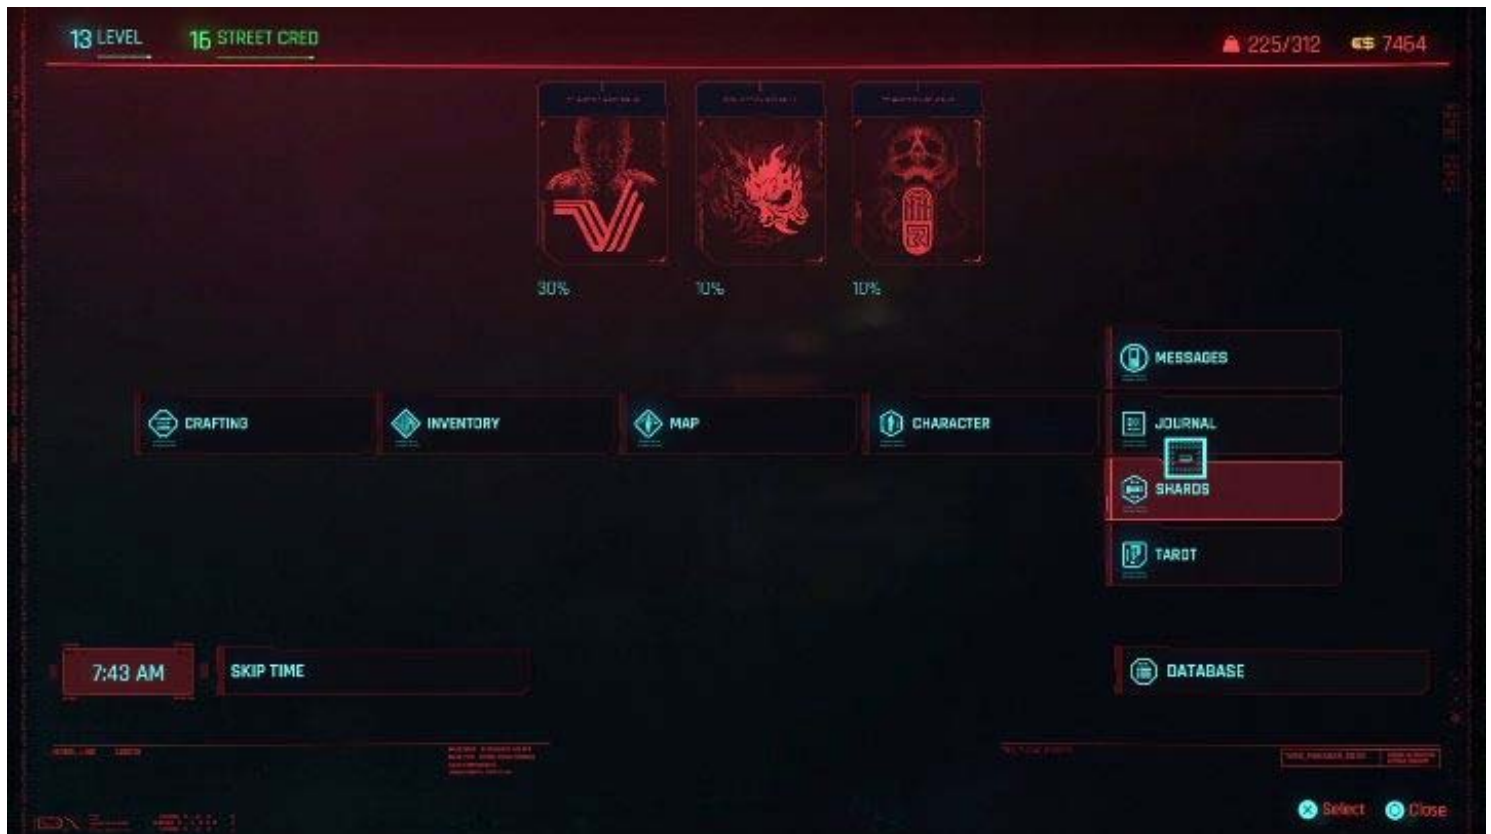 13 LEVEL
16 STREET CRED
225/312
€$ 7464
30%
10%
10%
MESSAGES
CRAFTING
INVENTORY
MAP
CHARACTER
JOURNAL
SHARDS
TAROT
7:43 AM
SKIP TIME
DATABASE
Select
Close